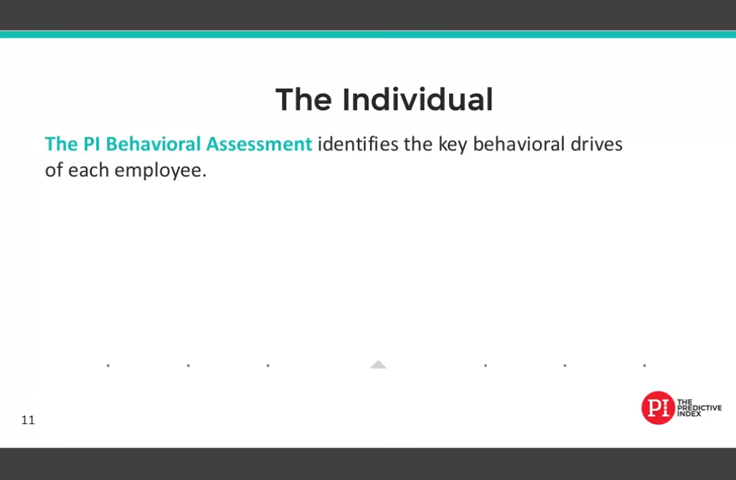 The Individual
The PI Behavioral Assessment identifies the key behavioral drives
of each employee.
11
PI
THE
PREDICTIVE
INDEX